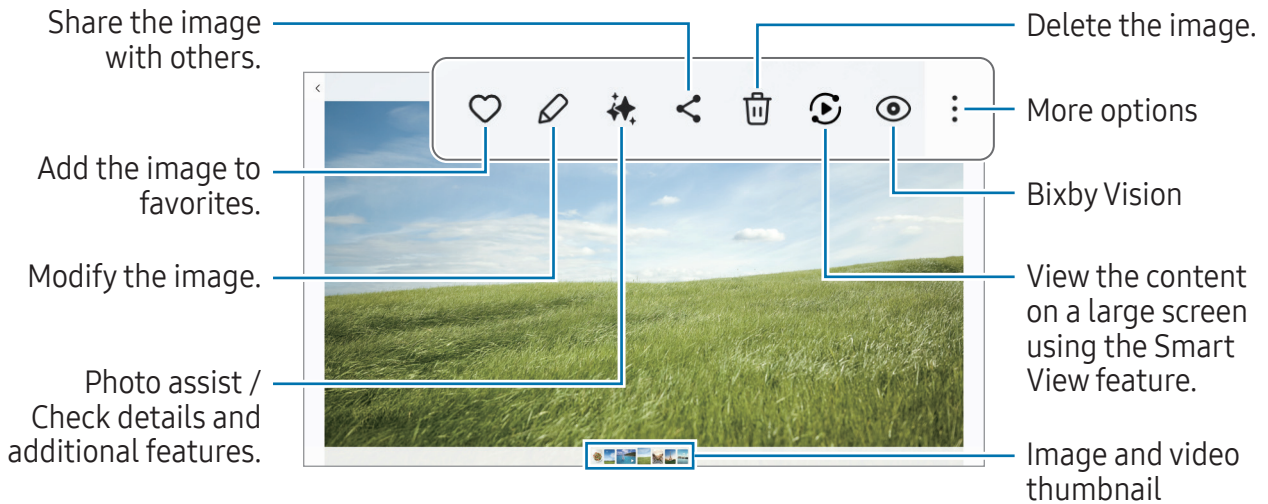 Share the image
with others.
Add the image to
favorites.
Modify the image.
Photo assist /
Check details and
additional features.
Delete the image.
More options
Bixby Vision
View the content
on a large screen
using the Smart
View feature.
Image and video
thumbnail